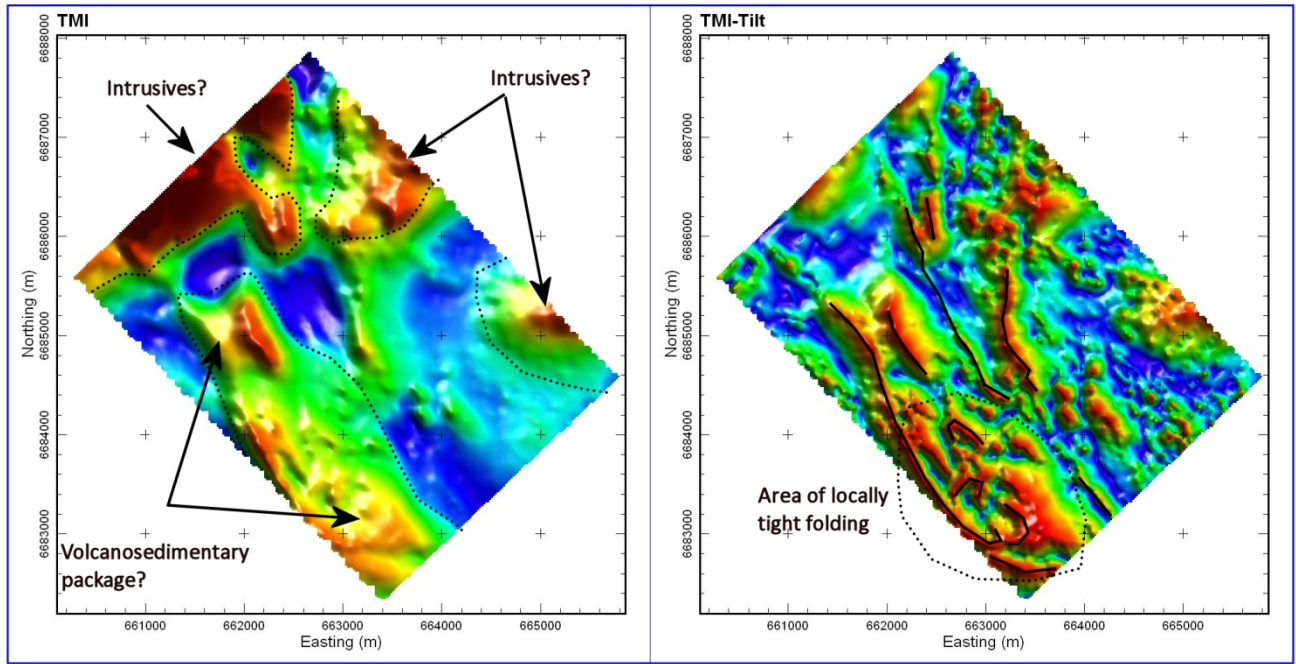 TMI
Intrusives?
Intrusives?
Volcanosedimentary
package?
Northing (m)
6688000
6687000
6686000
6685000
6684000
6683000
661000 662000 663000 664000 665000
Easting (m)
TMI-Tilt
Area of locally
tight folding
Northing (m)
6688000
6687000
6686000
6685000
6684000
6683000
661000 662000 663000 664000 665000
Easting (m)